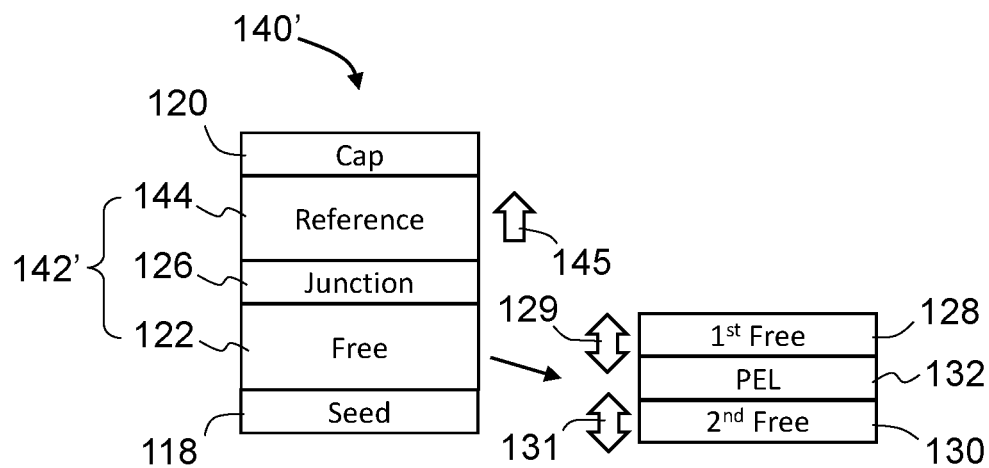 140’
120
Cap
144
Reference
145
142’
126
Junction
122
Free
129
1st Free
128
PEL
132
118
Seed
131
2nd Free
130